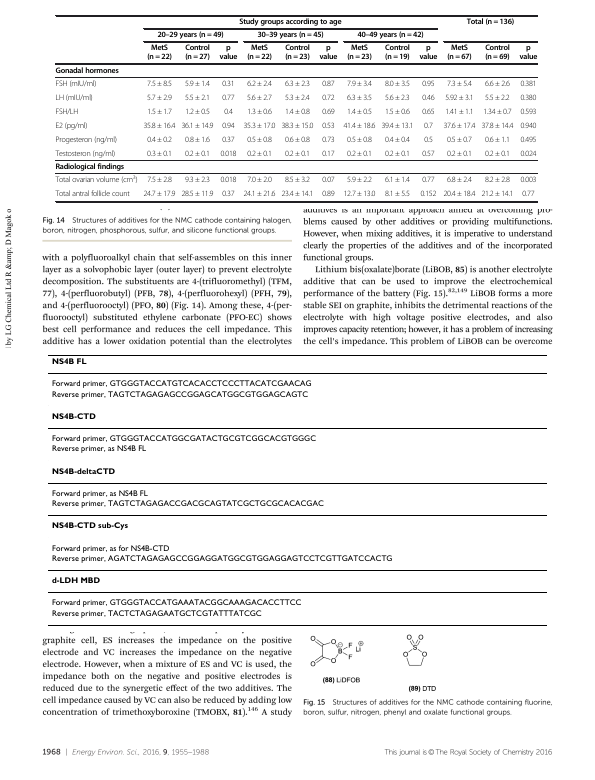 Study groups according to age Total (n = 136)
20–29 years (n = 49) 30–39 years (n = 45) 40–49 years (n = 42)
MetS (n = 22) Control (n = 27) p value MetS (n = 22) Control (n = 23) p value MetS (n = 23) Control (n = 19) p value MetS (n = 67) Control (n = 69) p value
Gonadal hormones
FSH (mIU/ml) 7.5 ± 8.5 5.9 ± 1.4 0.31 6.2 ± 2.4 6.3 ± 2.3 0.87 7.9 ± 3.4 8.0 ± 3.5 0.95 7.3 ± 5.4 6.6 ± 2.6 0.381
LH (mIU/ml) 5.7 ± 2.9 5.5 ± 2.1 0.77 5.6 ± 2.7 5.3 ± 2.4 0.72 6.3 ± 3.5 5.6 ± 2.3 0.46 5.92 ± 3.1 5.5 ± 2.2 0.380
FSH/LH 1.5 ± 1.7 1.2 ± 0.5 0.4 1.3 ± 0.6 1.4 ± 0.8 0.69 1.4 ± 0.5 1.5 ± 0.6 0.65 1.41 ± 1.1 1.34 ± 0.7 0.593
E2 (pg/ml) 35.8 ± 16.4 36.1 ± 14.9 0.94 35.3 ± 17.0 38.3 ± 15.0 0.53 41.4 ± 18.6 39.4 ± 13.1 0.7 37.6 ± 17.4 37.8 ± 14.4 0.940
Progesteron (ng/ml) 0.4 ± 0.2 0.8 ± 1.6 0.37 0.5 ± 0.8 0.5 ± 0.8 0.73 0.5 ± 0.8 0.4 ± 0.4 0.5 0.5 ± 0.7 0.6 ± 1.1 0.495
Testosteron (ng/ml) 0.3 ± 0.1 0.2 ± 0.1 0.018 0.2 ± 0.1 0.2 ± 0.1 0.17 0.2 ± 0.1 0.2 ± 0.1 0.57 0.2 ± 0.1 0.2 ± 0.1 0.024
Radiological findings
Total ovarian volume (cm³) 7.5 ± 2.8 9.3 ± 2.3 0.018 7.0 ± 2.0 8.5 ± 3.2 0.07 5.9 ± 2.2 6.1 ± 1.4 0.77 6.8 ± 2.4 8.2 ± 2.8 0.003
Total antral follicle count 24.7 ± 17.9 28.5 ± 11.9 0.37 24.1 ± 21.6 23.4 ± 14.1 0.89 12.7 ± 13.0 8.1 ± 5.5 0.152 20.4 ± 18.4 21.2 ± 14.1 0.77
by LG Chemical Ltd R &amp; D Magok o
Fig. 14 Structures of additives for the NMC cathode containing halogen,
boron, nitrogen, phosphorous, sulfur, and silicone functional groups.
with a polyfluoroalkyl chain that self-assembles on this inner
layer as a solvophobic layer (outer layer) to prevent electrolyte
decomposition. The substituents are 4-(trifluoromethyl) (TFM,
77), 4-(perfluorobutyl) (PFB, 78), 4-(perfluorohexyl) (PFH, 79),
and 4-(perfluorooctyl) (PFO, 80) (Fig. 14). Among these, 4-(per-
fluorooctyl) substituted ethylene carbonate (PFO-EC) shows
best cell performance and reduces the cell impedance. This
additive has a lower oxidation potential than the electrolytes
additives is an important approach aimed at overcoming pro-
blems caused by other additives or providing multifunctions.
However, when mixing additives, it is imperative to understand
clearly the properties of the additives and of the incorporated
functional groups.
Lithium bis(oxalate)borate (LiBOB, 85) is another electrolyte
additive that can be used to improve the electrochemical
performance of the battery (Fig. 15).82,149 LiBOB forms a more
stable SEI on graphite, inhibits the detrimental reactions of the
electrolyte with high voltage positive electrodes, and also
improves capacity retention; however, it has a problem of increasing
the cell's impedance. This problem of LiBOB can be overcome
NS4B FL
Forward primer, GTGGGTACCATGTCACACCTCCCTTACATCGAACAG
Reverse primer, TAGTCTAGAGAGCCGGAGCATGGCGTGGAGCAGTC
NS4B-CTD
Forward primer, GTGGGTACCATGGCGATACTGCGTCGGCACGTGGGC
Reverse primer, as NS4B FL
NS4B-deltaCTD
Forward primer, as NS4B FL
Reverse primer, TAGTCTAGAGACCGACGCAGTATCGCTGCGCACACGAC
NS4B-CTD sub-Cys
Forward primer, as for NS4B-CTD
Reverse primer, AGATCTAGAGAGCCGGAGGATGGCGTGGAGGAGTCCTCGTTGATCCACTG
d-LDH MBD
Forward primer, GTGGGTACCATGAAATACGGCAAAGACACCTTCC
Reverse primer, TACTCTAGAGAATGCTCGTATTTATCGC
graphite cell, ES increases the impedance on the positive
electrode and VC increases the impedance on the negative
electrode. However, when a mixture of ES and VC is used, the
impedance both on the negative and positive electrodes is
reduced due to the synergetic effect of the two additives. The
cell impedance caused by VC can also be reduced by adding low
concentration of trimethoxyboroxine (TMOBX, 81).146 A study
(88) LiDFOB
(89) DTD
Fig. 15 Structures of additives for the NMC cathode containing fluorine,
boron, sulfur, nitrogen, phenyl and oxalate functional groups.
1968 | Energy Environ. Sci., 2016, 9, 1955–1988 This journal is © The Royal Society of Chemistry 2016